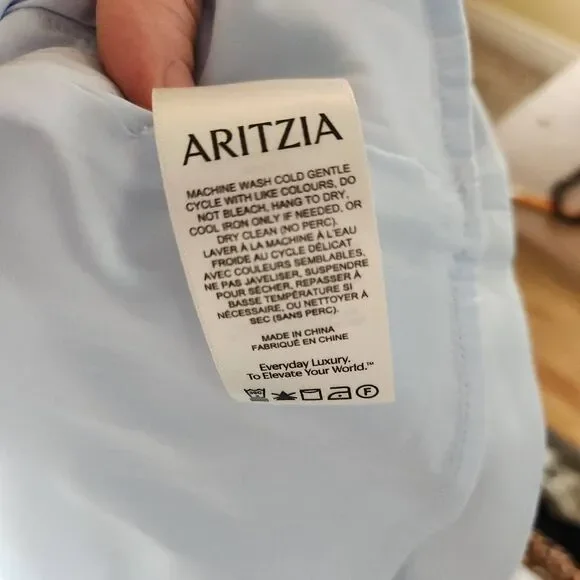 ARITZIA
MACHINE WASH COLD GENTLE
CYCLE WITH LIKE COLOURS, DO
NOT BLEACH, HANG TO DRY,
COOL IRON ONLY IF NEEDED, OR
DRY CLEAN (NO PERC).
LAVER À LA MACHINE À L'EAU
FROIDE AU CYCLE DÉLICAT
AVEC COULEURS SEMBLABLES,
NE PAS JAVELISER, SUSPENDRE
POUR SÉCHER, REPASSER À
BASSE TEMPÉRATURE SI
NÉCESSAIRE, OU NETTOYER À
SEC (SANS PERC).
MADE IN CHINA
FABRIQUÉ EN CHINE
Everyday Luxury.
To Elevate Your World.™
F